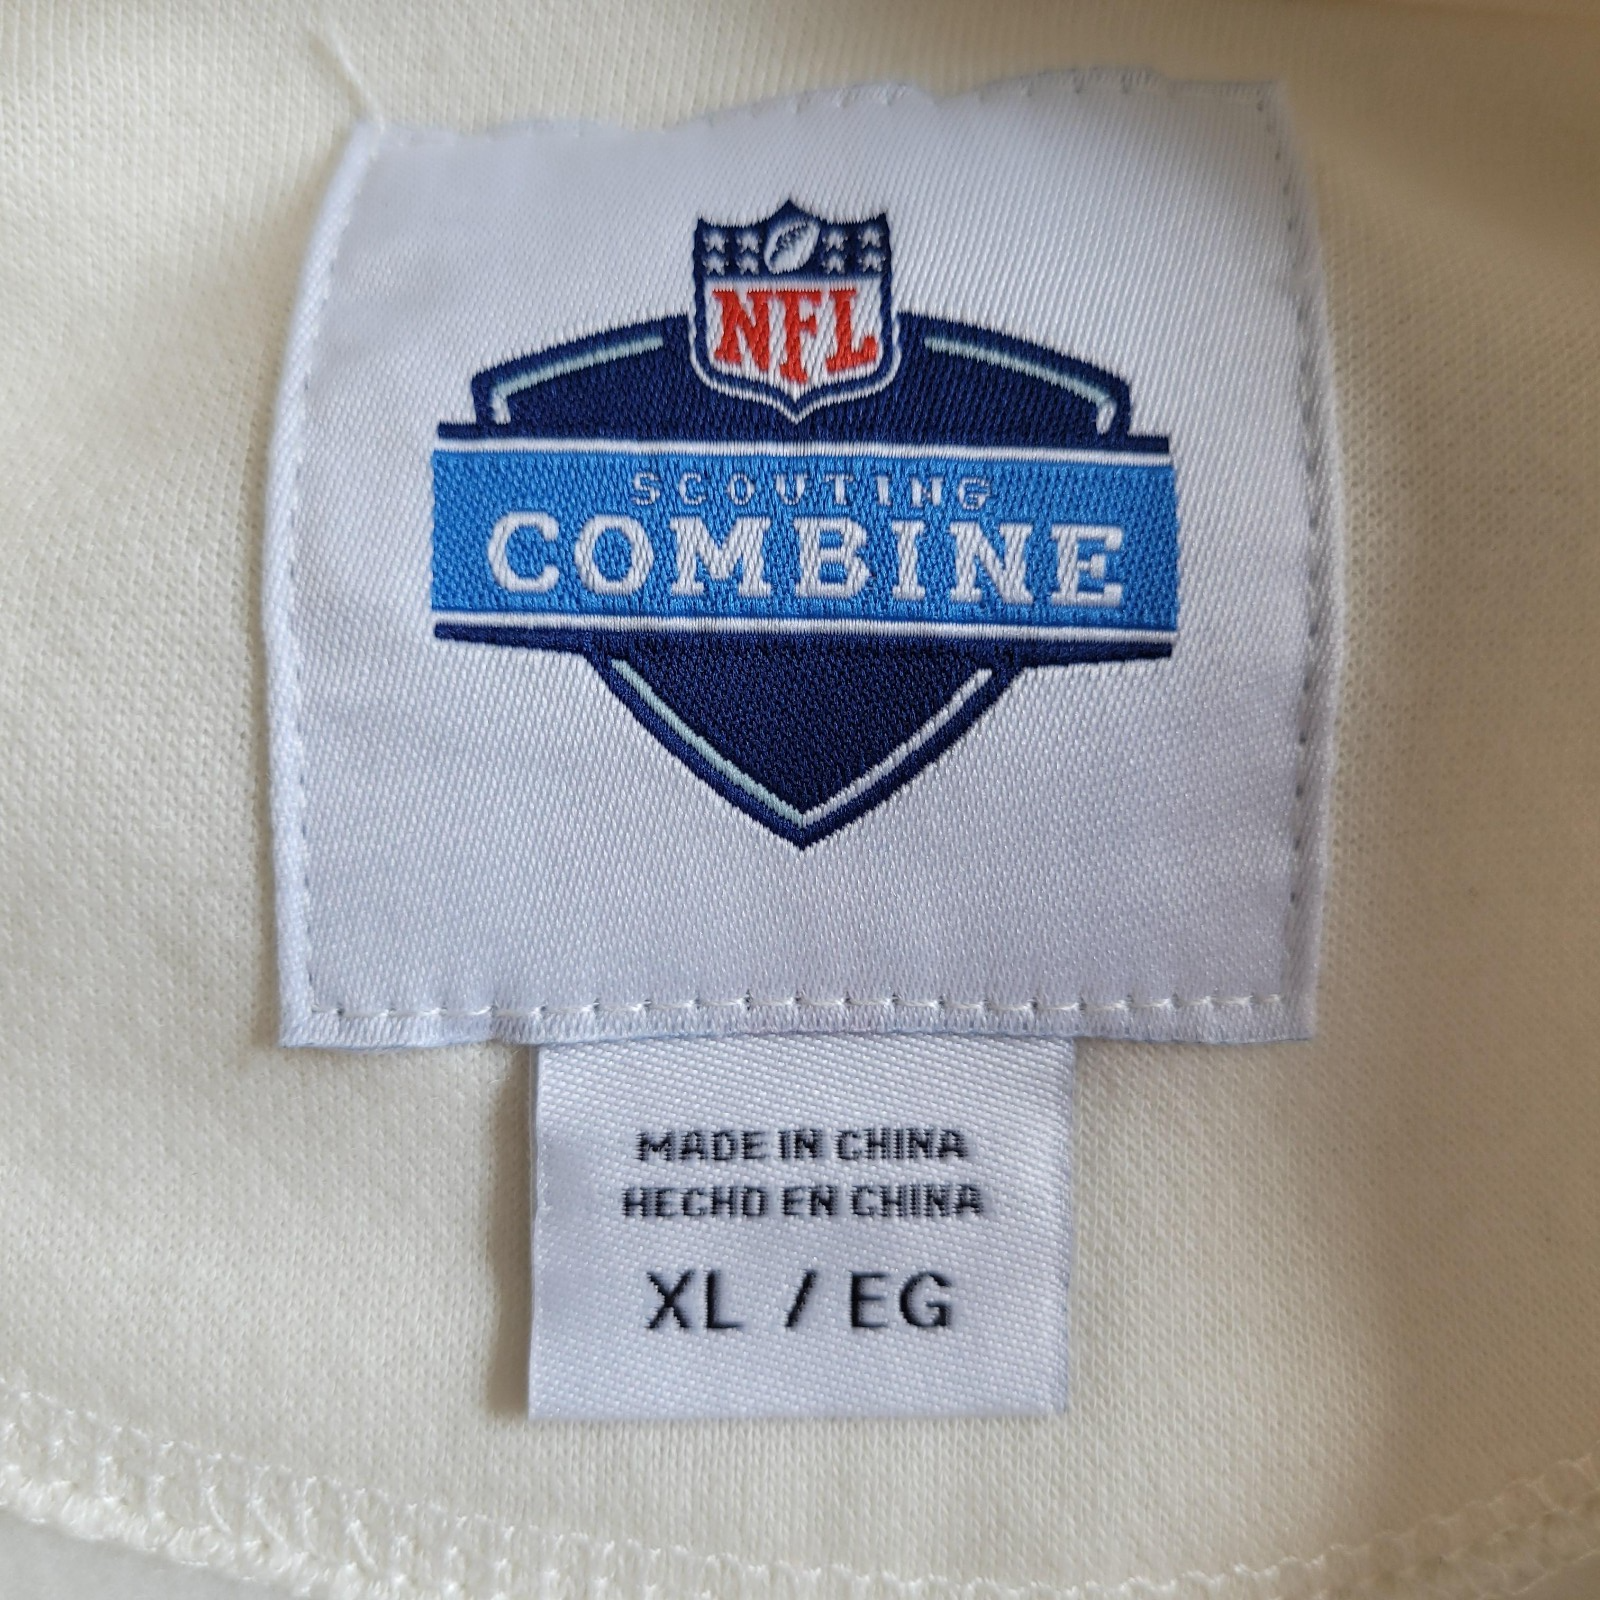 NFL
SCOUTING
COMBINE
MADE IN CHINA
HECHO EN CHINA
XL / EG